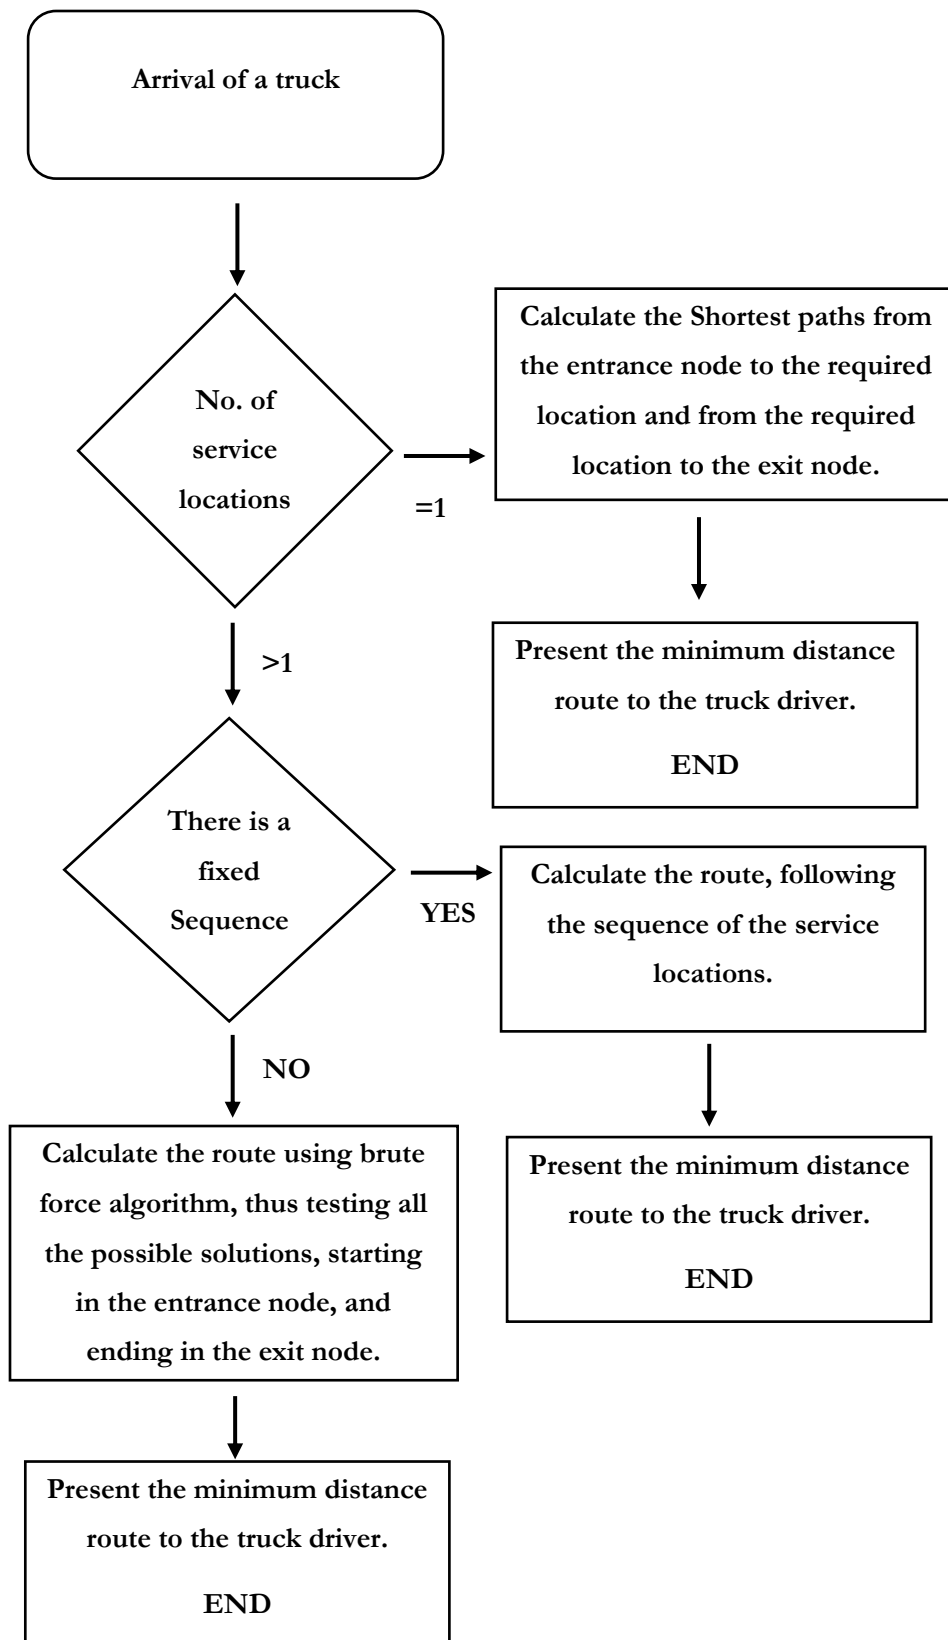 Arrival of a truck
No. of
service
locations
=1
Calculate the Shortest paths from
the entrance node to the required
location and from the required
location to the exit node.
Present the minimum distance
route to the truck driver.
END
>1
There is a
fixed
Sequence
YES
Calculate the route, following
the sequence of the service
locations.
Present the minimum distance
route to the truck driver.
END
NO
Calculate the route using brute
force algorithm, thus testing all
the possible solutions, starting
in the entrance node, and
ending in the exit node.
Present the minimum distance
route to the truck driver.
END